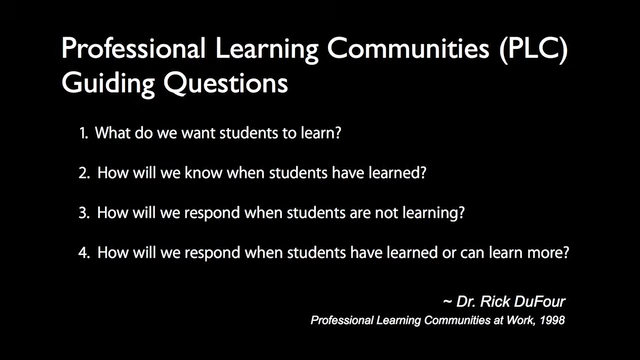 Professional Learning Communities (PLC)
Guiding Questions
1. What do we want students to learn?
2. How will we know when students have learned?
3. How will we respond when students are not learning?
4. How will we respond when students have learned or can learn more?
~ Dr. Rick DuFour
Professional Learning Communities at Work, 1998